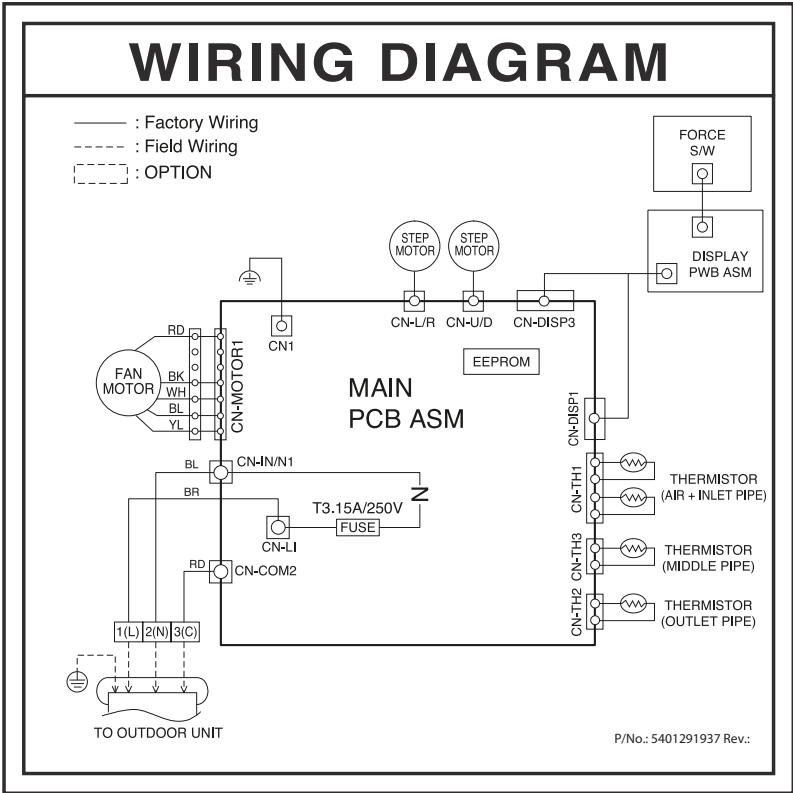 WIRING DIAGRAM
: Factory Wiring
: Field Wiring
: OPTION
FORCE
S/W
DISPLAY
PWB ASM
STEP
MOTOR
STEP
MOTOR
CN1
CN-L/R
CN-U/D
CN-DISP3
EEPROM
FAN
MOTOR
RD
BK
WH
BL
YL
CN-MOTOR1
MAIN
PCB ASM
CN-DISP1
CN-TH1
THERMISTOR
(AIR + INLET PIPE)
CN-TH3
THERMISTOR
(MIDDLE PIPE)
CN-TH2
THERMISTOR
(OUTLET PIPE)
BL
CN-IN/N1
BR
T3.15A/250V
FUSE
CN-LI
RD
CN-COM2
1(L) 2(N) 3(C)
TO OUTDOOR UNIT
P/No.: 5401291937 Rev.: